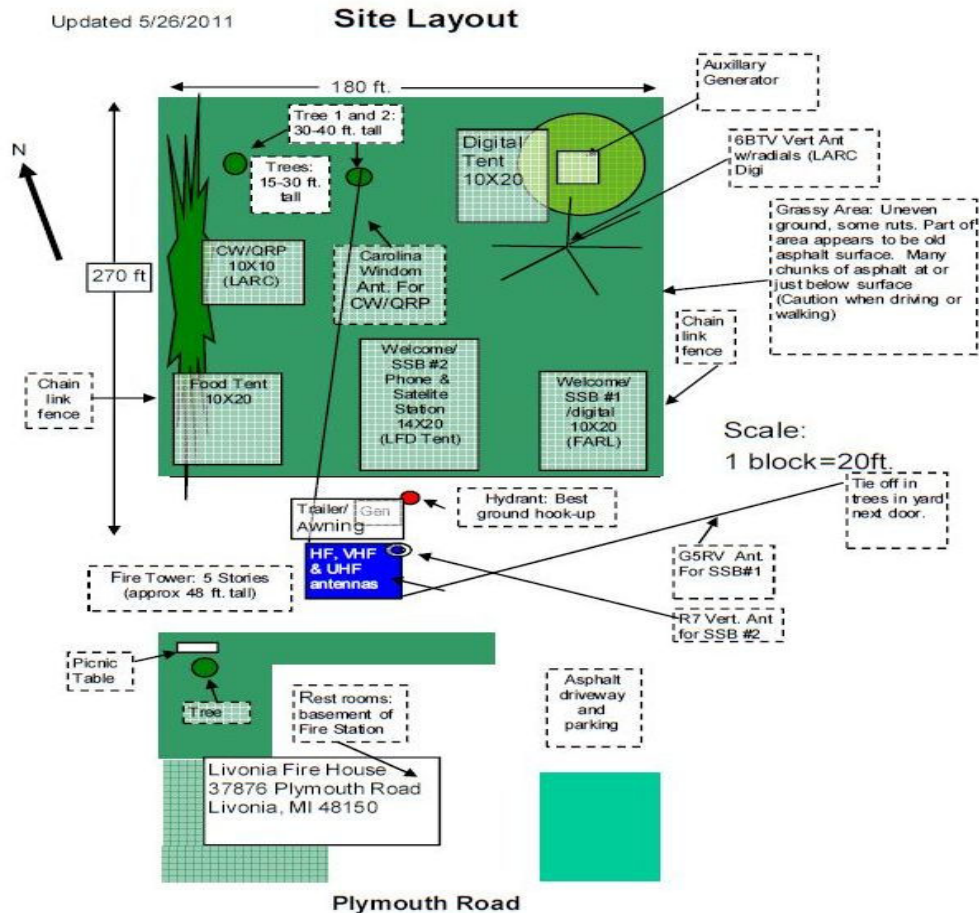 Updated 5/26/2011
Site Layout
180 ft.
N
270 ft
Tree 1 and 2:
30-40 ft. tall
Trees:
15-30 ft.
tall
Digital
Tent
10X20
Auxillary
Generator
6BTV Vert Ant
w/radials (LARC
Digi
Grassy Area: Uneven
ground, some ruts. Part of
area appears to be old
asphalt surface. Many
chunks of asphalt at or
just below surface
(Caution when driving or
walking)
CW/QRP
10X10
(LARC)
Carolina
Windom
Ant. For
CW/QRP
Chain
link
fence
Chain
link
fence
Food Tent
10X20
Welcome/
SSB #2
Phone &
Satelite
Station
14X20
(LFD Tent)
Welcome/
SSB #1
/digital
10X20
(FARL)
Scale:
1 block=20ft.
Trailer/
Awning
Gen
Hydrant: Best
ground hook-up
Tie off in
trees in yard
next door.
HF, VHF
& UHF
antennas
Fire Tower: 5 Stories
(approx 48 ft. tall)
G5RV Ant.
For SSB#1
R7 Vert. Ant
for SSB #2
Picnic
Table
Tree
Rest rooms:
basement of
Fire Station
Asphalt
driveway
and
parking
Livonia Fire House
37876 Plymouth Road
Livonia, MI 48150
Plymouth Road